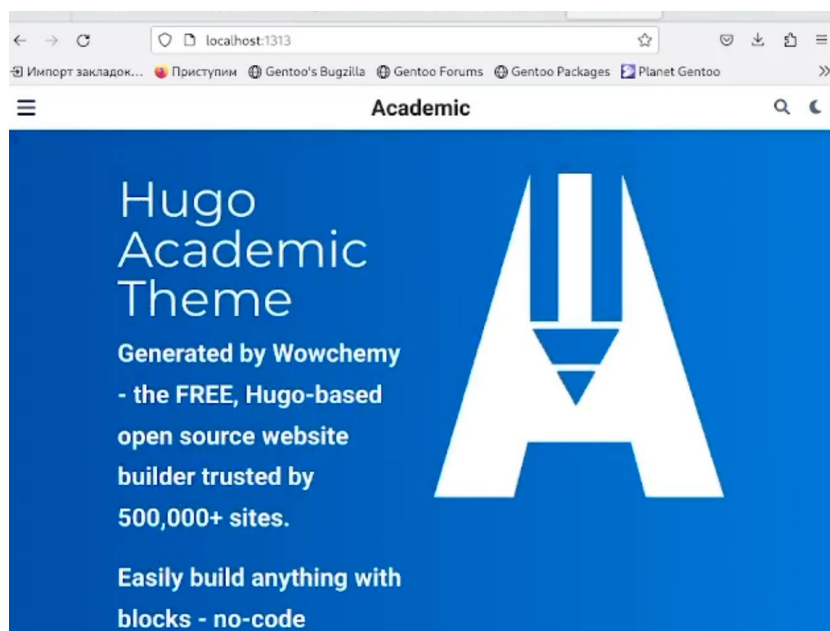 localhost:1313
Импорт закладок... Приступим Gentoo's Bugzilla Gentoo Forums Gentoo Packages Planet Gentoo
Academic
Hugo
Academic
Theme
Generated by Wowchemy
- the FREE, Hugo-based
open source website
builder trusted by
500,000+ sites.
Easily build anything with
blocks - no-code